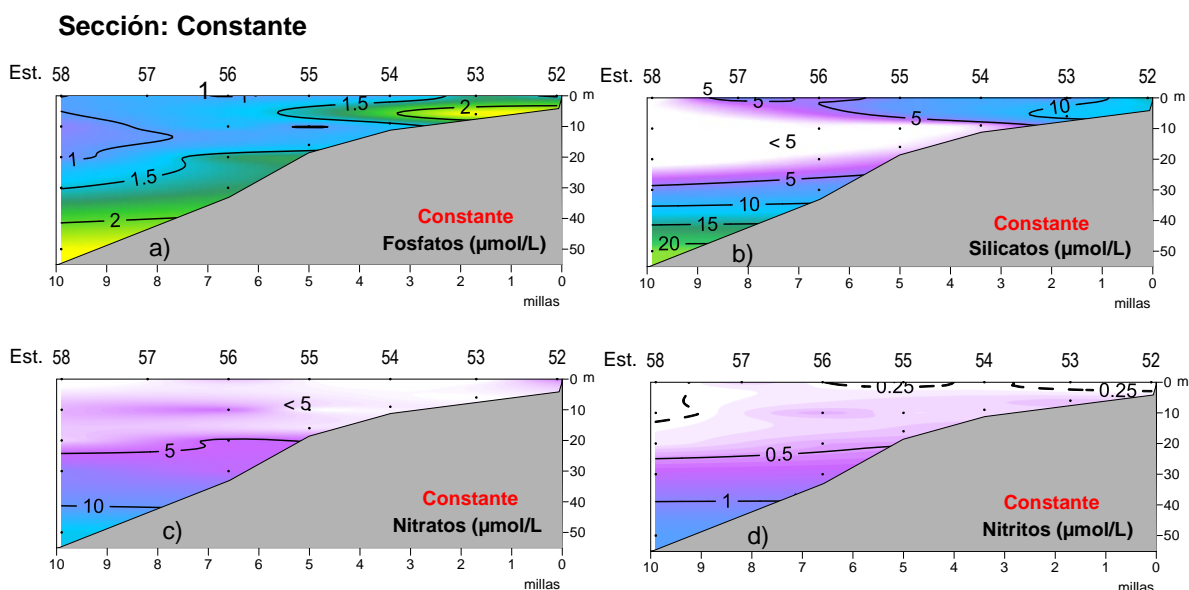 Sección: Constante
Est. 58 57 56 55 54 53 52
1 1.5 2 1 1.5 2
0 m
-10
-20
-30
-40
-50
Constante
Fosfatos (µmol/L)
a)
10 9 8 7 6 5 4 3 2 1 0
millas
Est. 58 57 56 55 54 53 52
5 5 5 10 < 5 5 10 15 20
0 m
-10
-20
-30
-40
-50
Constante
Silicatos (µmol/L)
b)
10 9 8 7 6 5 4 3 2 1 0
millas
Est. 58 57 56 55 54 53 52
< 5 5 10
0 m
-10
-20
-30
-40
-50
Constante
Nitratos (µmol/L
c)
10 9 8 7 6 5 4 3 2 1 0
millas
Est. 58 57 56 55 54 53 52
0.25 0.25 0.5 1
0 m
-10
-20
-30
-40
-50
Constante
Nitritos (µmol/L)
d)
10 9 8 7 6 5 4 3 2 1 0
millas